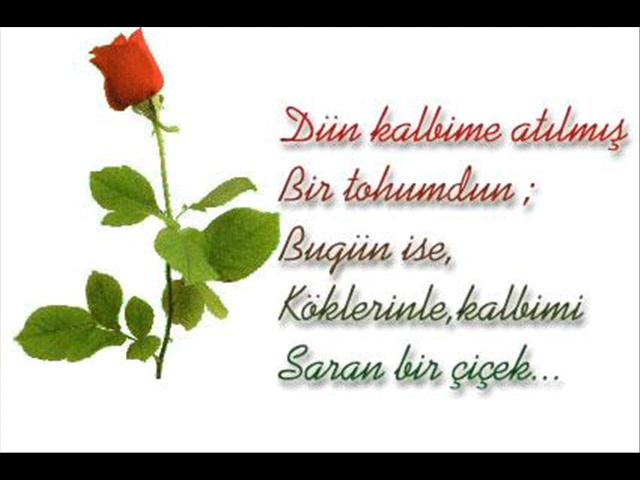 Dün kalbime atılmış
Bir tohumdun ;
Bugün ise,
Köklerinle,kalbimi
Saran bir çiçek...